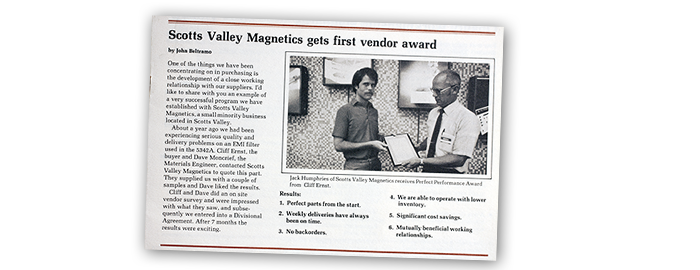 Scotts Valley Magnetics gets first vendor award
by John Beltramo
One of the things we have been
concentrating on in purchasing is
the development of a close working
relationship with our suppliers. I'd
like to share with you an example of
a very successful program we have
established with Scotts Valley
Magnetics, a small minority business
located in Scotts Valley.
About a year ago we had been
experiencing serious quality and
delivery problems on an EMI filter
used in the 5342A. Cliff Ernst, the
buyer and Dave Moncrief, the
Materials Engineer, contacted Scotts
Valley Magnetics to quote this part.
They supplied us with a couple of
samples and Dave liked the results.
Cliff and Dave did an on site
vendor survey and were impressed
with what they saw, and subse-
quently we entered into a Divisional
Agreement. After 7 months the
results were exciting.
Jack Humphries of Scotts Valley Magnetics receives Perfect Performance Award
from Cliff Ernst.
Results:
1. Perfect parts from the start.
2. Weekly deliveries have always
been on time.
3. No backorders.
4. We are able to operate with lower
inventory.
5. Significant cost savings.
6. Mutually beneficial working
relationships.